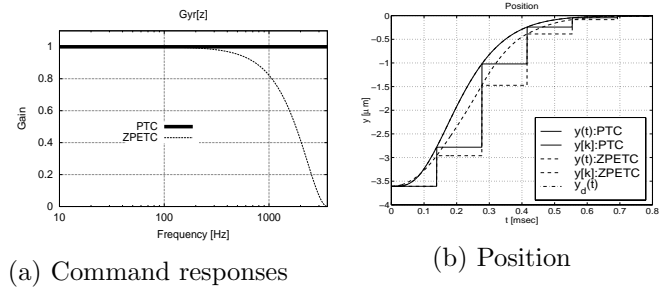 Gyr[z]
1
0.8
0.6
0.4
0.2
0
Gain
PTC
ZPETC
10
100
1000
Frequency [Hz]
(a) Command responses
Position
0
−0.5
−1
−1.5
−2
−2.5
−3
−3.5
−4
y [μm]
y(t):PTC
y[k]:PTC
y(t):ZPETC
y[k]:ZPETC
y_d(t)
0
0.1
0.2
0.3
0.4
0.5
0.6
0.7
0.8
t [msec]
(b) Position